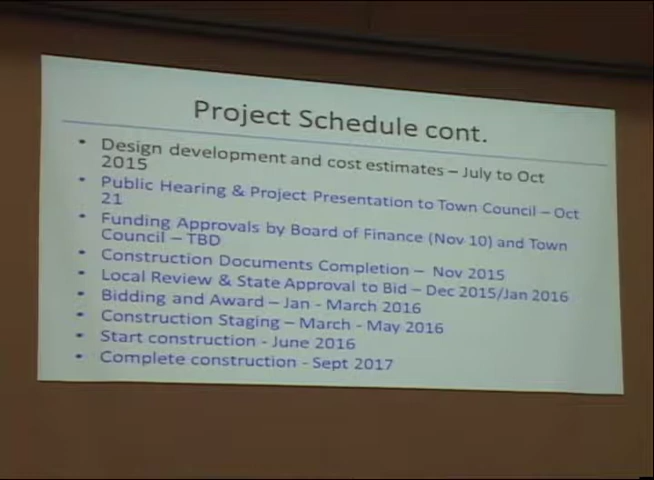 Project Schedule cont.
• Design development and cost estimates – July to Oct
2015
• Public Hearing & Project Presentation to Town Council – Oct
21
• Funding Approvals by Board of Finance (Nov 10) and Town
Council – TBD
• Construction Documents Completion – Nov 2015
• Local Review & State Approval to Bid – Dec 2015/Jan 2016
• Bidding and Award – Jan - March 2016
• Construction Staging – March - May 2016
• Start construction - June 2016
• Complete construction - Sept 2017